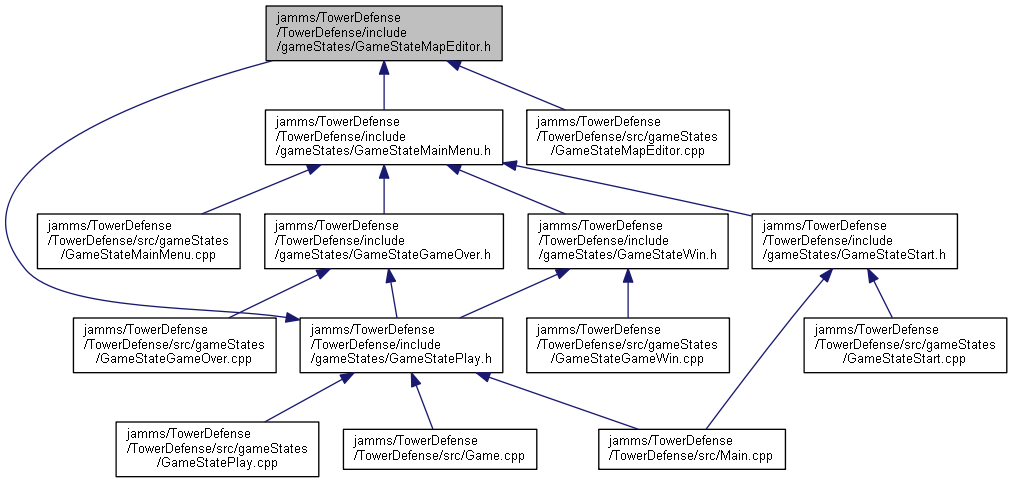 jamms/TowerDefense
/TowerDefense/include
/gameStates/GameStateMapEditor.h
jamms/TowerDefense
/TowerDefense/include
/gameStates/GameStateMainMenu.h
jamms/TowerDefense
/TowerDefense/src/gameStates
/GameStateMapEditor.cpp
jamms/TowerDefense
/TowerDefense/src/gameStates
/GameStateMainMenu.cpp
jamms/TowerDefense
/TowerDefense/include
/gameStates/GameStateGameOver.h
jamms/TowerDefense
/TowerDefense/include
/gameStates/GameStateWin.h
jamms/TowerDefense
/TowerDefense/include
/gameStates/GameStateStart.h
jamms/TowerDefense
/TowerDefense/src/gameStates
/GameStateGameOver.cpp
jamms/TowerDefense
/TowerDefense/include
/gameStates/GameStatePlay.h
jamms/TowerDefense
/TowerDefense/src/gameStates
/GameStateGameWin.cpp
jamms/TowerDefense
/TowerDefense/src/gameStates
/GameStateStart.cpp
jamms/TowerDefense
/TowerDefense/src/gameStates
/GameStatePlay.cpp
jamms/TowerDefense
/TowerDefense/src/Game.cpp
jamms/TowerDefense
/TowerDefense/src/Main.cpp